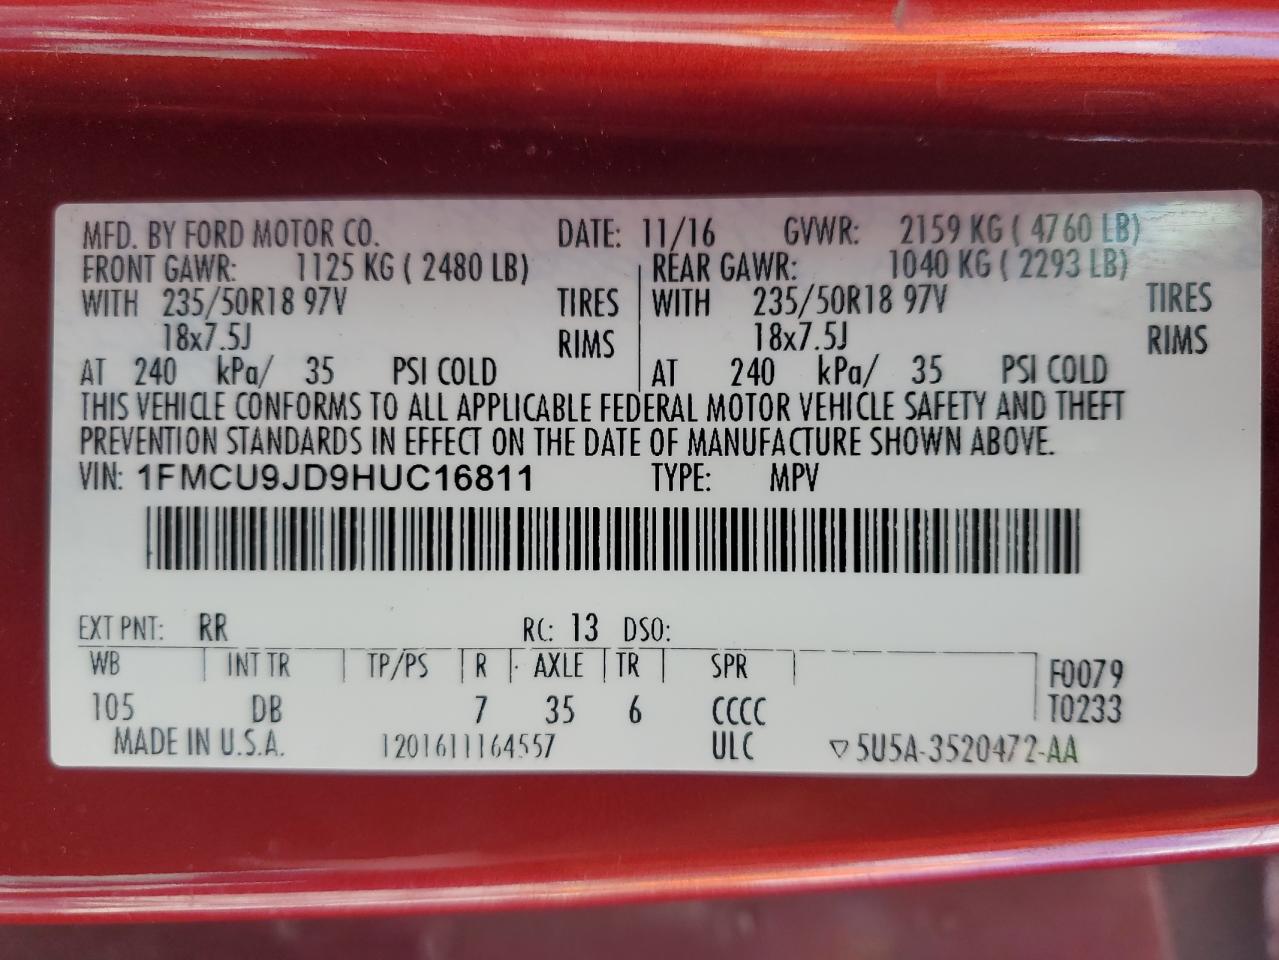 MFD. BY FORD MOTOR CO. DATE: 11/16 GVWR: 2159 KG ( 4760 LB)
FRONT GAWR: 1125 KG ( 2480 LB) REAR GAWR: 1040 KG ( 2293 LB)
WITH 235/50R18 97V TIRES WITH 235/50R18 97V TIRES
18x7.5J RIMS 18x7.5J RIMS
AT 240 kPa/ 35 PSI COLD AT 240 kPa/ 35 PSI COLD
THIS VEHICLE CONFORMS TO ALL APPLICABLE FEDERAL MOTOR VEHICLE SAFETY AND THEFT
PREVENTION STANDARDS IN EFFECT ON THE DATE OF MANUFACTURE SHOWN ABOVE.
VIN: 1FMCU9JD9HUC16811 TYPE: MPV
EXT PNT: RR RC: 13 DSO:
WB INT TR TP/PS R AXLE TR SPR F0079
105 DB 7 35 6 CCCC T0233
MADE IN U.S.A. 1201611164557 ULC ▽5U5A-3520472-AA